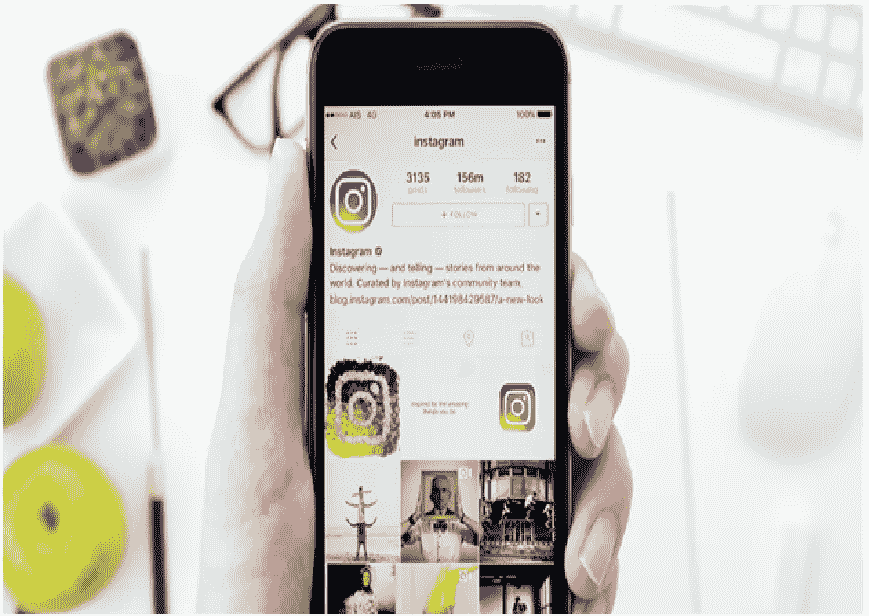 AIS 4G 4:05 PM 100%
instagram
3135 156m 182
posts followers following
+ FOLLOW
Instagram
Discovering — and telling — stories from around the
world. Curated by Instagram's community team.
blog.instagram.com/post/144198429587/a-new-look
Inspired by the amazing